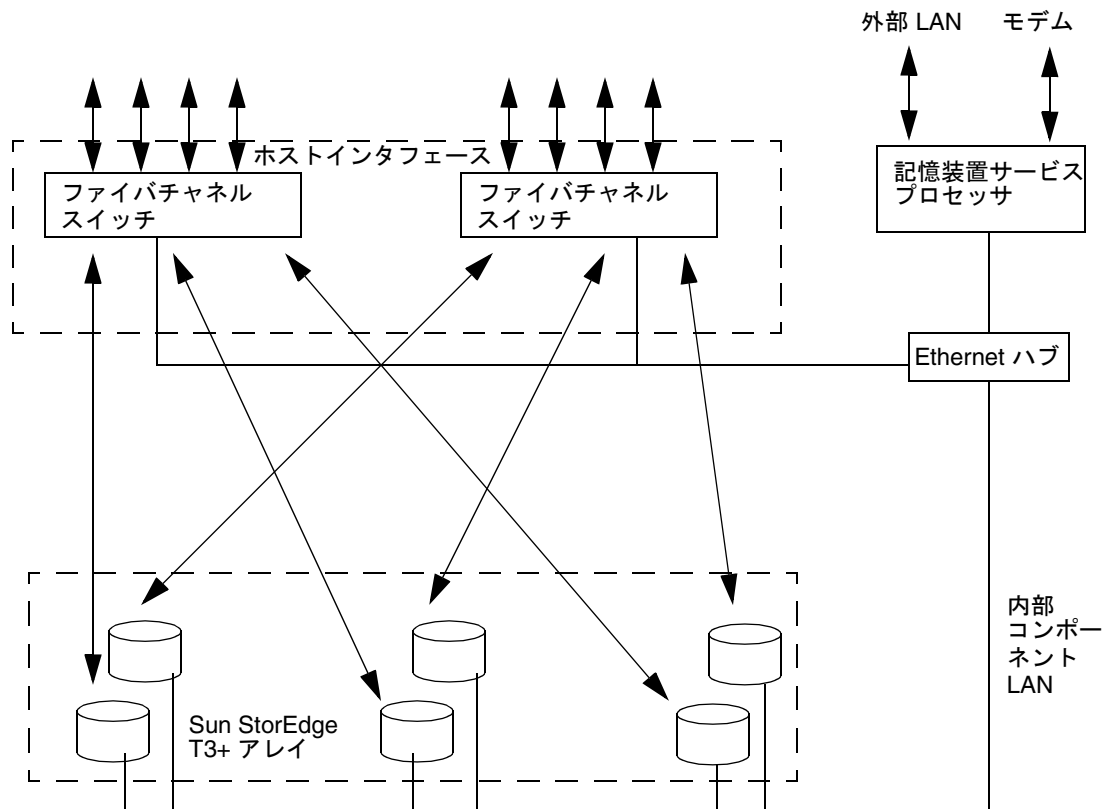 外部 LAN
モデム
ホストインタフェース
ファイバチャネル
スイッチ
ファイバチャネル
スイッチ
記憶装置サービス
プロセッサ
Ethernet ハブ
内部
コンポー
ネント
LAN
Sun StorEdge
T3+ アレイ